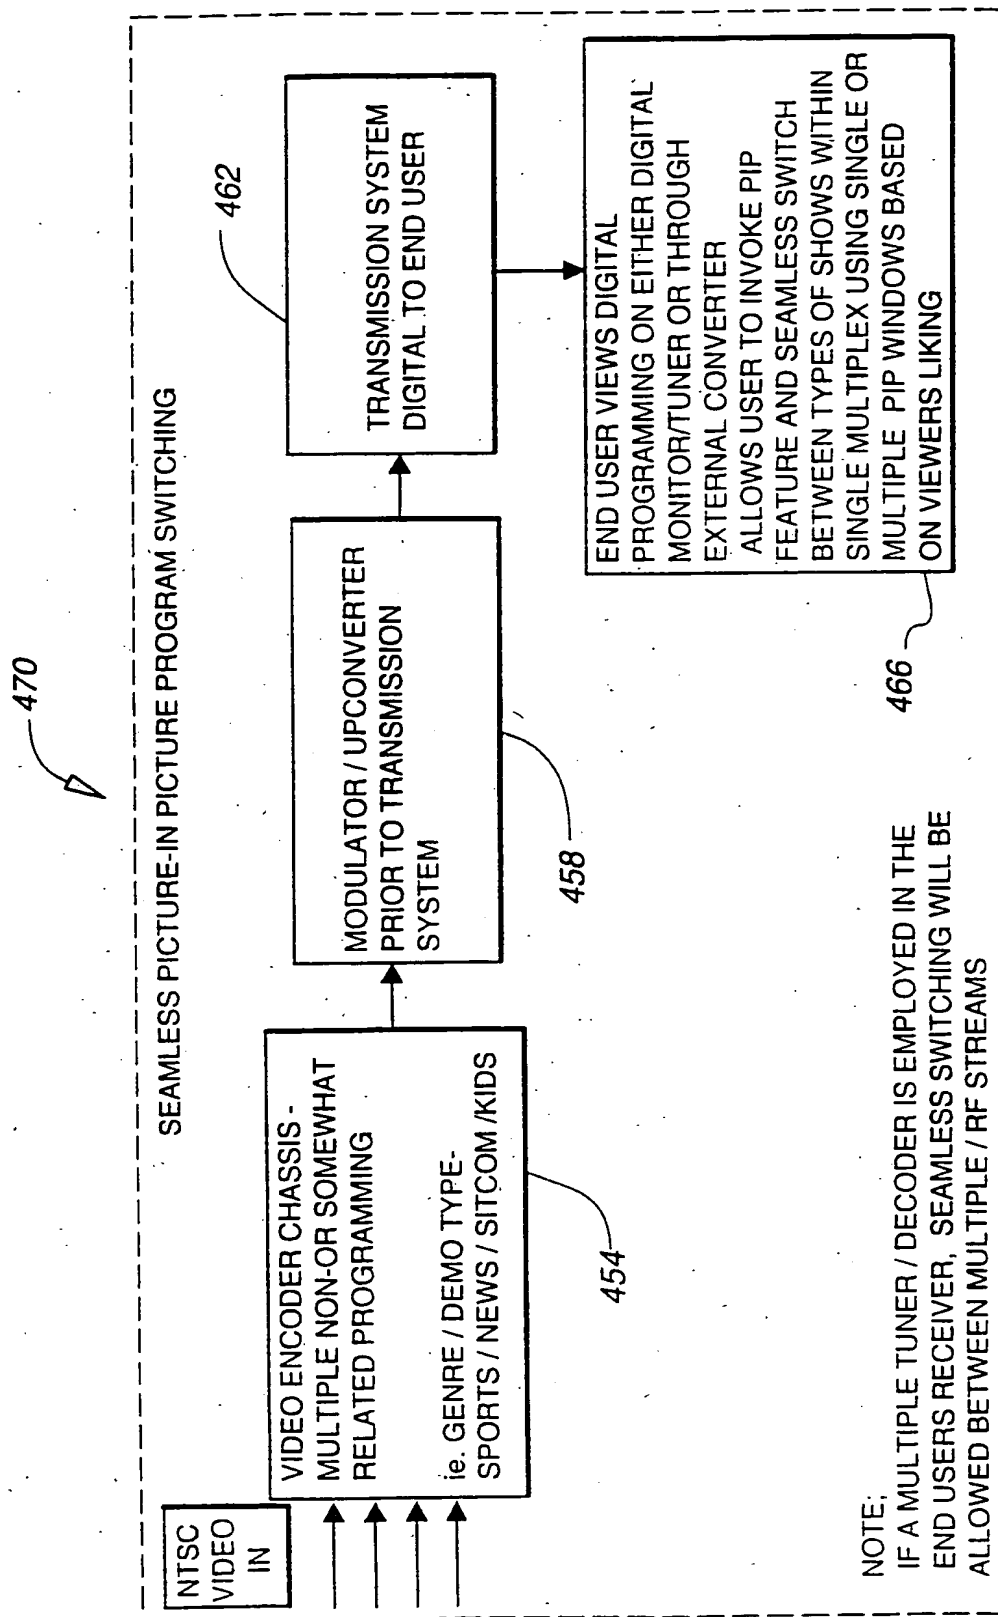 470
SEAMLESS PICTURE-IN PICTURE PROGRAM SWITCHING
NTSC
VIDEO
IN
VIDEO ENCODER CHASSIS -
MULTIPLE NON-OR SOMEWHAT
RELATED PROGRAMMING
ie. GENRE / DEMO TYPE-
SPORTS / NEWS / SITCOM /KIDS
454
MODULATOR / UPCONVERTER
PRIOR TO TRANSMISSION
SYSTEM
458
TRANSMISSION SYSTEM
DIGITAL TO END USER
462
END USER VIEWS DIGITAL
PROGRAMMING ON EITHER DIGITAL
MONITOR/TUNER OR THROUGH
EXTERNAL CONVERTER
ALLOWS USER TO INVOKE PIP
FEATURE AND SEAMLESS SWITCH
BETWEEN TYPES OF SHOWS WITHIN
SINGLE MULTIPLEX USING SINGLE OR
MULTIPLE PIP WINDOWS BASED
ON VIEWERS LIKING
466
NOTE;
IF A MULTIPLE TUNER / DECODER IS EMPLOYED IN THE
END USERS RECEIVER, SEAMLESS SWITCHING WILL BE
ALLOWED BETWEEN MULTIPLE / RF STREAMS